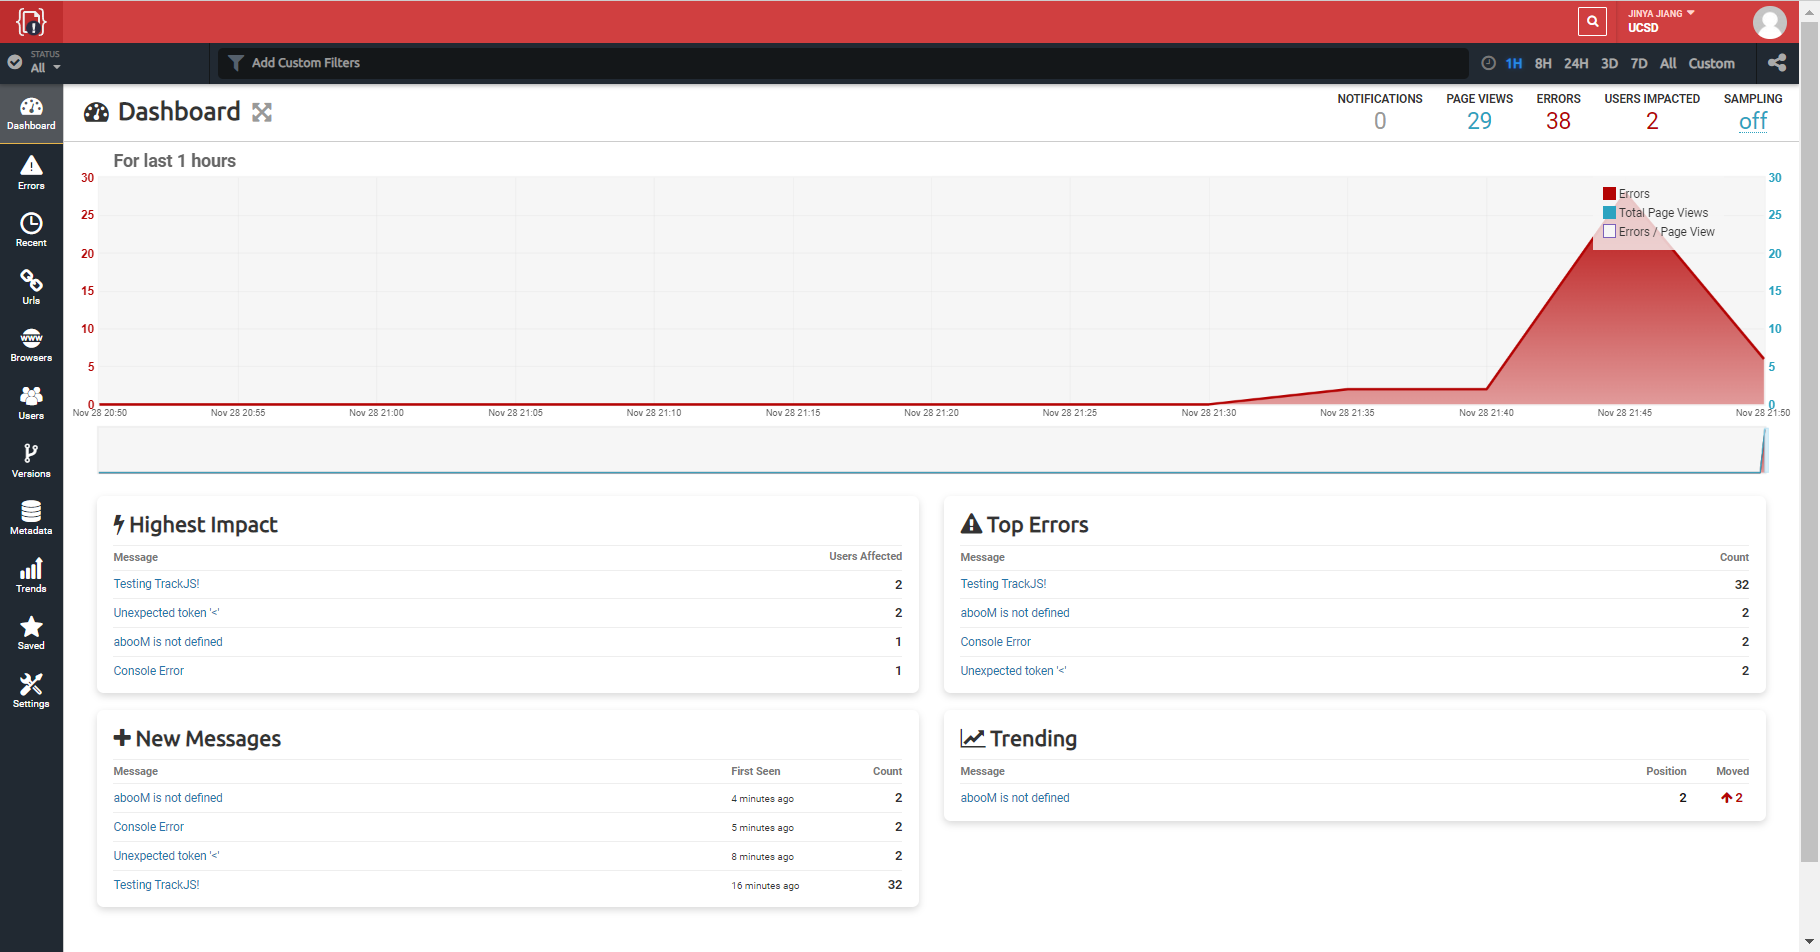 JINYA JIANG
UCSD
STATUS
All
Add Custom Filters
1H 8H 24H 3D 7D All Custom
Dashboard
Errors
Recent
Urls
www
Browsers
Users
Versions
Metadata
Trends
Saved
Settings
Dashboard
NOTIFICATIONS PAGE VIEWS ERRORS USERS IMPACTED SAMPLING
0 29 38 2 off
For last 1 hours
30 30
25 25
20 20
15 15
10 10
5 5
0 0
Errors
Total Page Views
Errors / Page View
Nov 28 20:50 Nov 28 20:55 Nov 28 21:00 Nov 28 21:05 Nov 28 21:10 Nov 28 21:15 Nov 28 21:20 Nov 28 21:25 Nov 28 21:30 Nov 28 21:35 Nov 28 21:40 Nov 28 21:45 Nov 28 21:50
Highest Impact
Message Users Affected
Testing TrackJS! 2
Unexpected token '<' 2
abooM is not defined 1
Console Error 1
Top Errors
Message Count
Testing TrackJS! 32
abooM is not defined 2
Console Error 2
Unexpected token '<' 2
New Messages
Message First Seen Count
abooM is not defined 4 minutes ago 2
Console Error 5 minutes ago 2
Unexpected token '<' 8 minutes ago 2
Testing TrackJS! 16 minutes ago 32
Trending
Message Position Moved
abooM is not defined 2 2